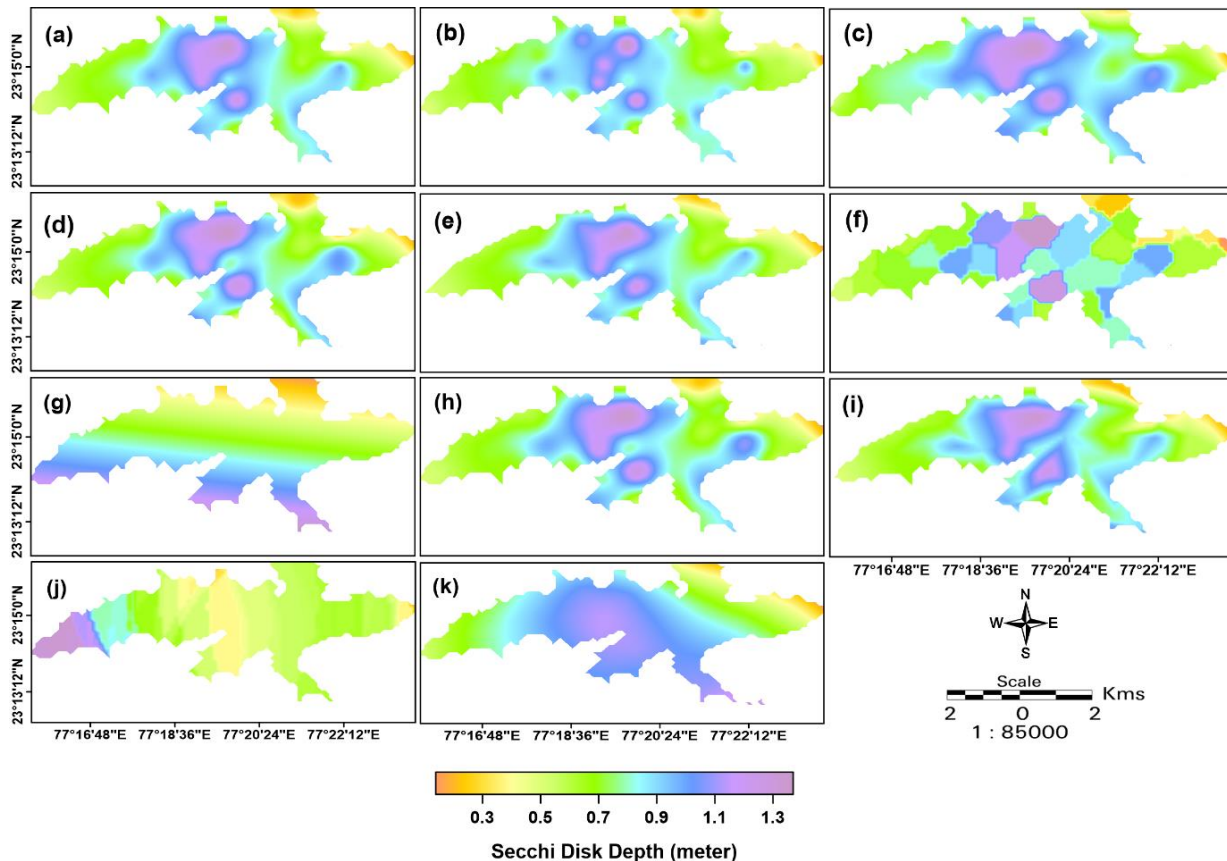 (a) (b) (c)
23°15'0"N
23°13'12"N
(d) (e) (f)
23°15'0"N
23°13'12"N
(g) (h) (i)
23°15'0"N
23°13'12"N
77°16'48"E 77°18'36"E 77°20'24"E 77°22'12"E
(j) (k)
23°15'0"N
23°13'12"N
N
W E
S
Scale
Kms
2 0 2
1 : 85000
77°16'48"E 77°18'36"E 77°20'24"E 77°22'12"E 77°16'48"E 77°18'36"E 77°20'24"E 77°22'12"E
0.3 0.5 0.7 0.9 1.1 1.3
Secchi Disk Depth (meter)